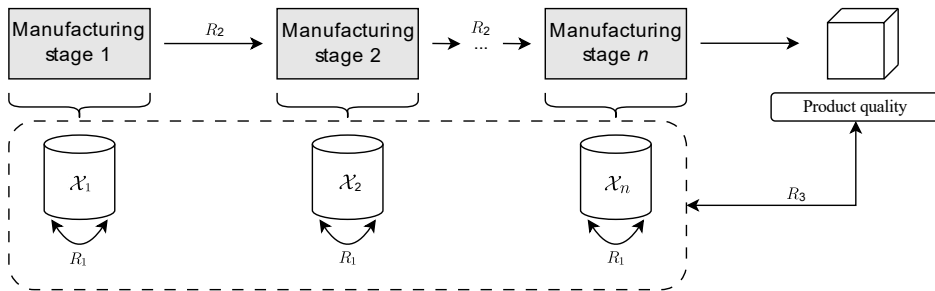 Manufacturing
stage 1
R₂
Manufacturing
stage 2
R₂
...
Manufacturing
stage n
Product quality
𝒳₁
𝒳₂
𝒳ₙ
R₃
R₁
R₁
R₁